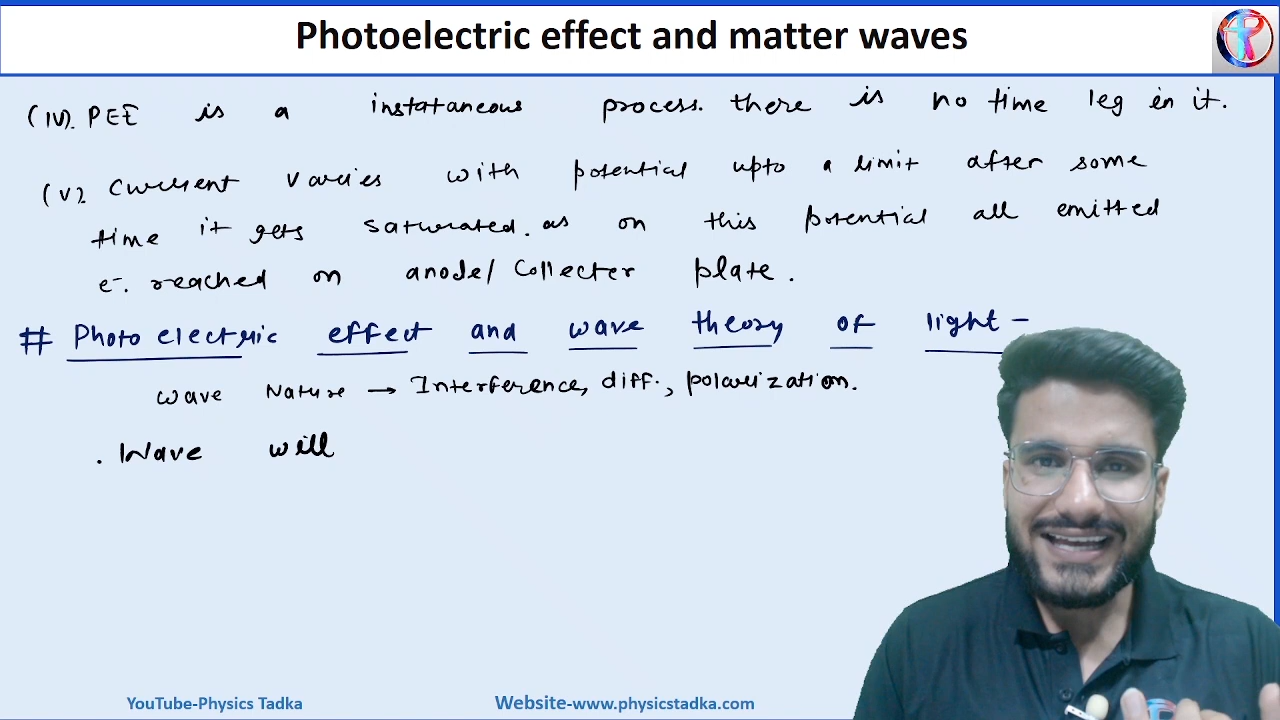 Photoelectric effect and matter waves
(IV). PEE is a instataneous process. there is no time leg in it.
(V). Current varies with potential upto a limit after some
time it gets saturated. as on this potential all emitted
e-. reached on anode/collecter plate.
# Photo electric effect and wave theory of light -
wave Nature → Interference, diff., polarization.
. Wave will
YouTube-Physics Tadka
Website-www.physicstadka.com